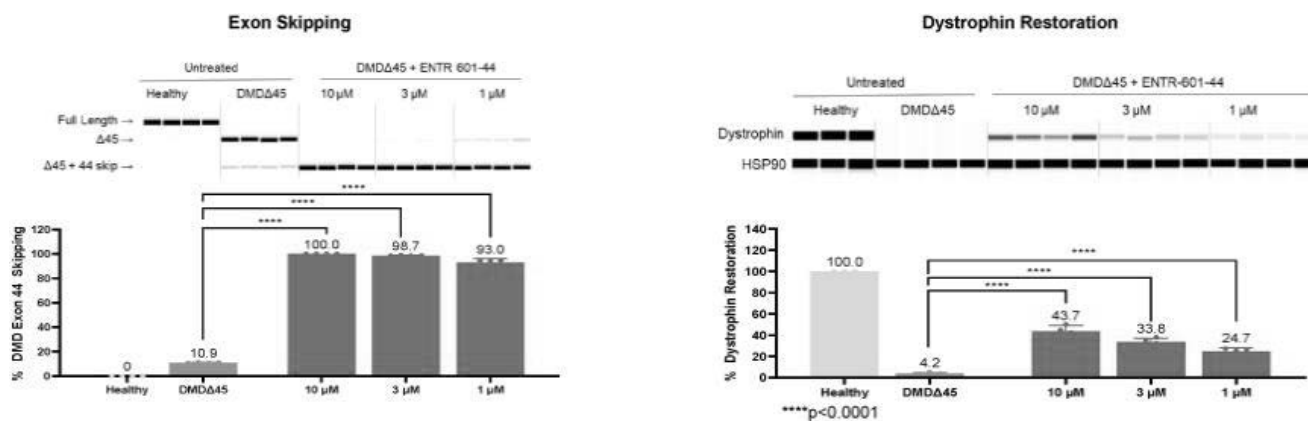 Exon Skipping
Untreated
DMDΔ45 + ENTR 601-44
Healthy
DMDΔ45
10 µM
3 µM
1 µM
Full Length →
Δ45 →
Δ45 + 44 skip →
****
****
****
% DMD Exon 44 Skipping
120
100
80
60
40
20
0
0
10.9
100.0
98.7
93.0
Healthy
DMDΔ45
10 µM
3 µM
1 µM
Dystrophin Restoration
Untreated
DMDΔ45 + ENTR-601-44
Healthy
DMDΔ45
10 µM
3 µM
1 µM
Dystrophin
HSP90
****
****
****
% Dystrophin Restoration
140
120
100
80
60
40
20
0
100.0
4.2
43.7
33.8
24.7
Healthy
DMDΔ45
10 µM
3 µM
1 µM
****p<0.0001